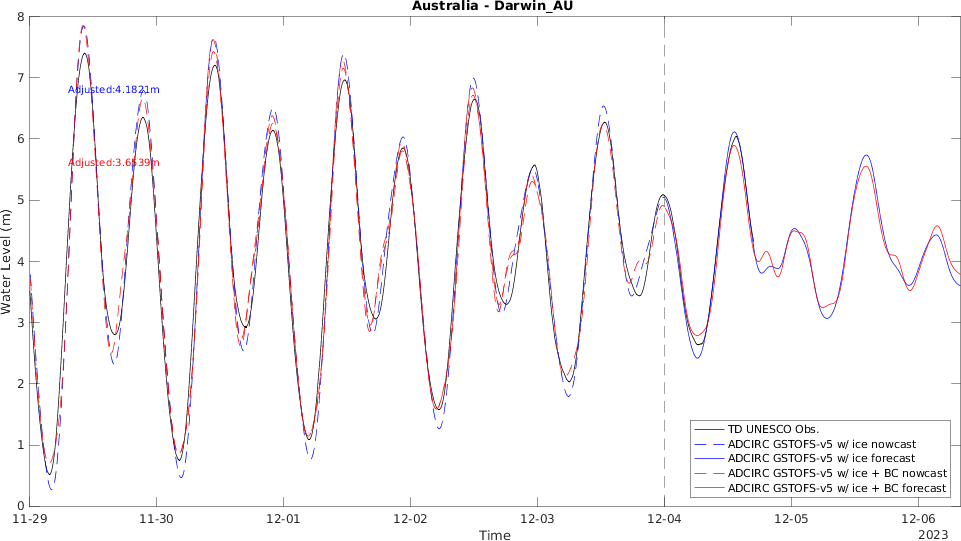 Australia - Darwin_AU
8
7
6
5
4
3
2
1
0
Water Level (m)
Adjusted:4.1821m
Adjusted:3.6539m
TD UNESCO Obs.
ADCIRC GSTOFS-v5 w/ ice nowcast
ADCIRC GSTOFS-v5 w/ ice forecast
ADCIRC GSTOFS-v5 w/ ice + BC nowcast
ADCIRC GSTOFS-v5 w/ ice + BC forecast
11-29 11-30 12-01 12-02 12-03 12-04 12-05 12-06
Time
2023